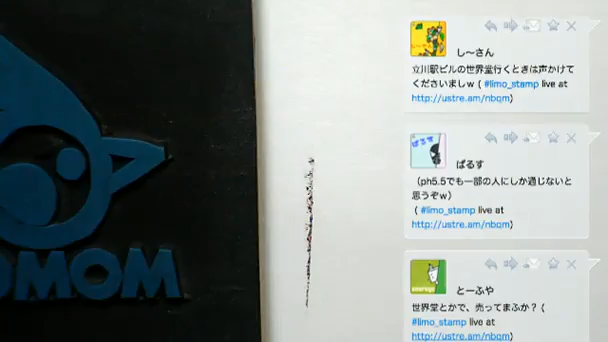 OMOM
し〜さん
立川駅ビルの世界堂行くときは声かけて
くださいましｗ ( #limo_stamp live at
http://ustre.am/nbqm)
ぱるす
（ph5.5でも一部の人にしか通じないと
思うぞｗ）
( #limo_stamp live at
http://ustre.am/nbqm)
とーふや
世界堂とかで、売ってまふか？ (
#limo_stamp live at
http://ustre.am/nbqm)